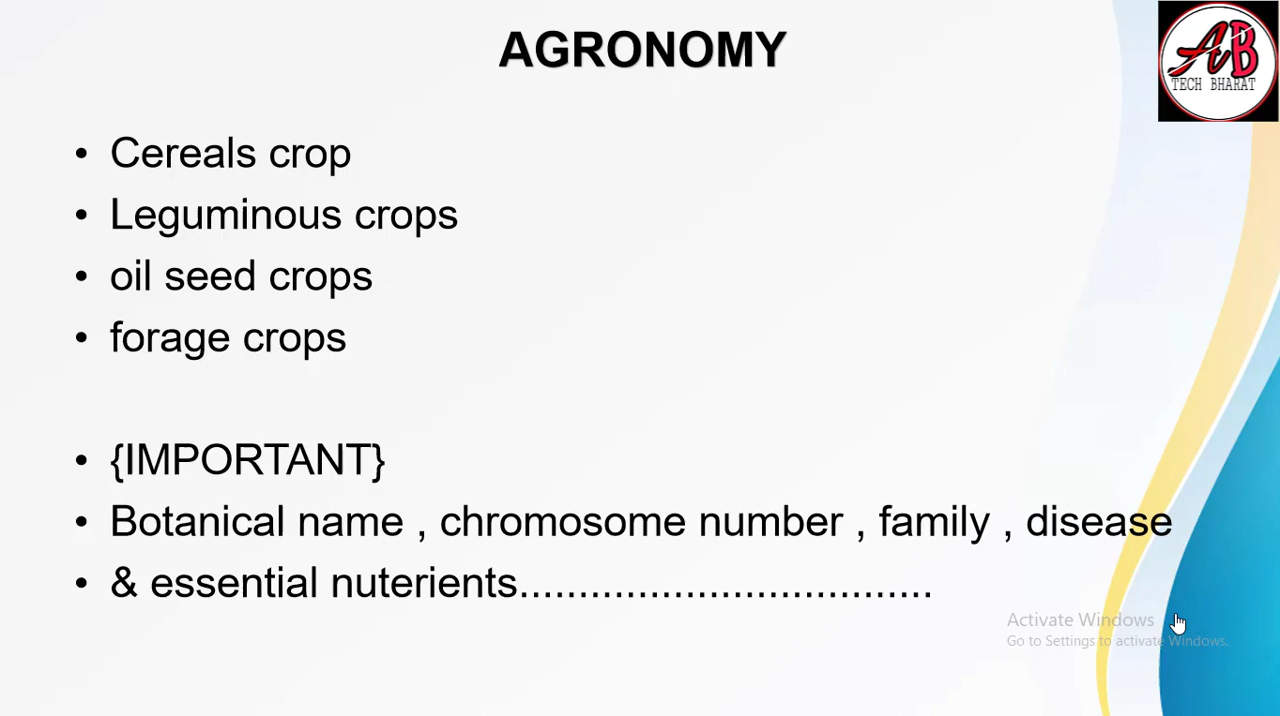 AGRONOMY
AB
TECH BHARAT
• Cereals crop
• Leguminous crops
• oil seed crops
• forage crops
• {IMPORTANT}
• Botanical name , chromosome number , family , disease
• & essential nuterients...................................
Activate Windows
Go to Settings to activate Windows.